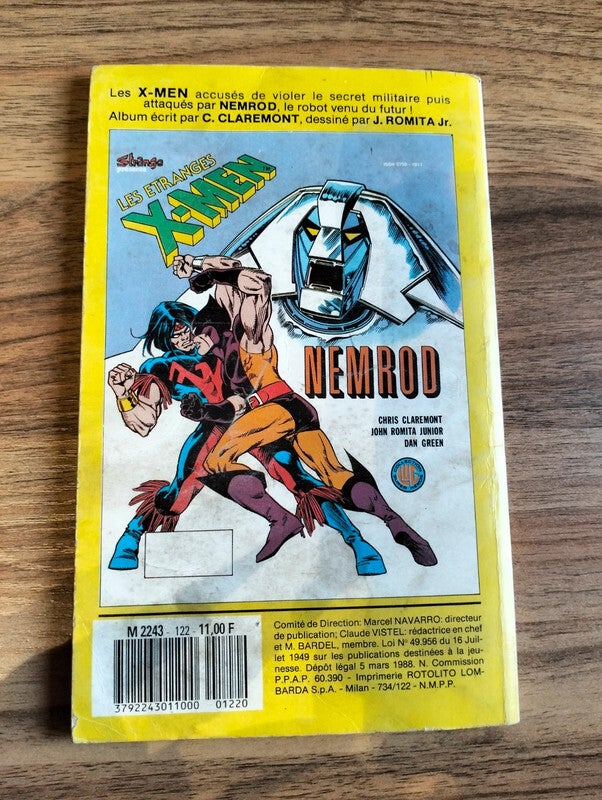 Les X-MEN accusés de violer le secret militaire puis
attaqués par NEMROD, le robot venu du futur !
Album écrit par C. CLAREMONT, dessiné par J. ROMITA Jr.
Strange
présente
LES ETRANGES
X-MEN
NEMROD
CHRIS CLAREMONT
JOHN ROMITA JUNIOR
DAN GREEN
LUG
M 2243 - 122 - 11,00 F
3792243011000 01220
Comité de Direction: Marcel NAVARRO: directeur
de publication; Claude VISTEL: rédactrice en chef
et M. BARDEL, membre. Loi N° 49.956 du 16 Juil-
let 1949 sur les publications destinées à la jeu-
nesse. Dépôt légal 5 mars 1988. N. Commission
P.P.A.P. 60.390 - Imprimerie ROTOLITO LOM-
BARDA S.p.A. - Milan - 734/122 - N.M.P.P.